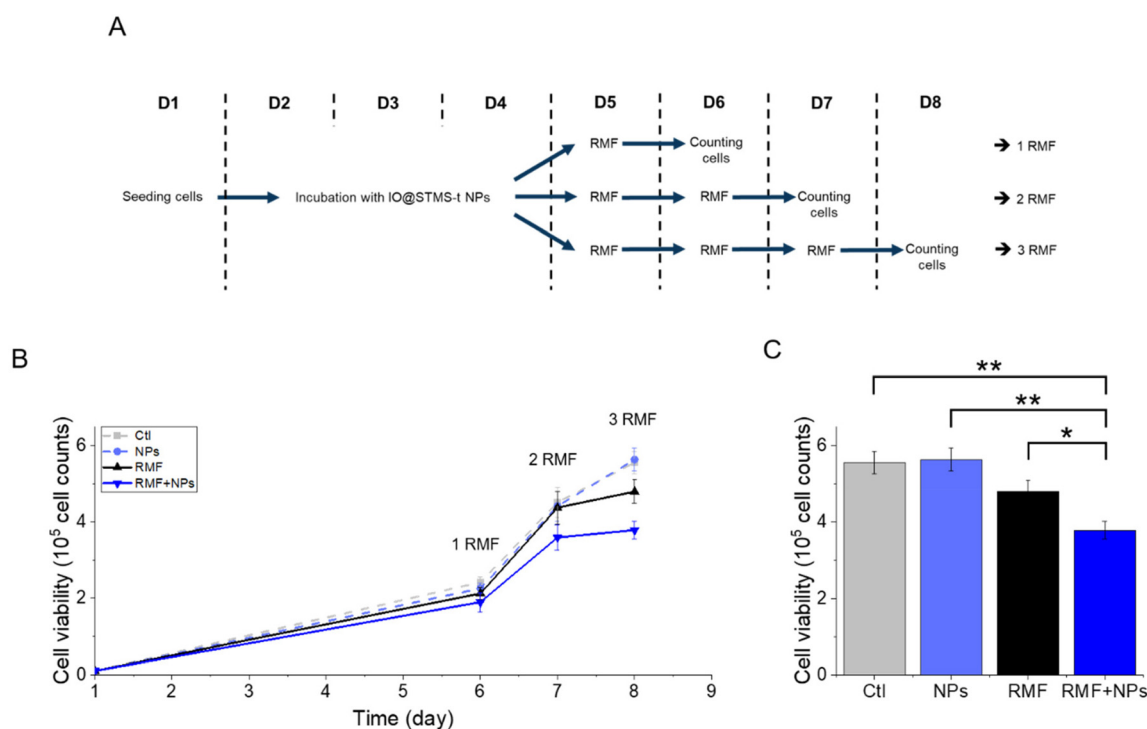 A
D1 D2 D3 D4 D5 D6 D7 D8
RMF Counting cells ➔ 1 RMF
Seeding cells Incubation with IO@STMS-t NPs RMF RMF Counting cells ➔ 2 RMF
RMF RMF RMF Counting cells ➔ 3 RMF
B
Cell viability (10⁵ cell counts)
6
4
2
0
Ctl
NPs
RMF
RMF+NPs
1 RMF
2 RMF
3 RMF
1 2 3 4 5 6 7 8 9
Time (day)
C
Cell viability (10⁵ cell counts)
6
4
2
0
**
**
*
Ctl NPs RMF RMF+NPs